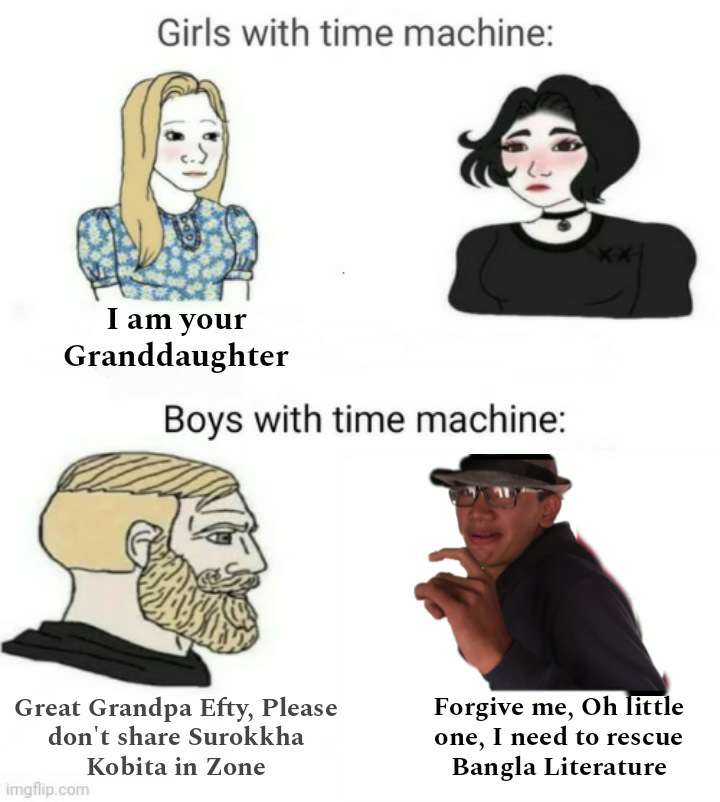 Girls with time machine:
I am your
Granddaughter
Boys with time machine:
Great Grandpa Efty, Please
don't share Surokkha
Kobita in Zone
Forgive me, Oh little
one, I need to rescue
Bangla Literature
imgflip.com